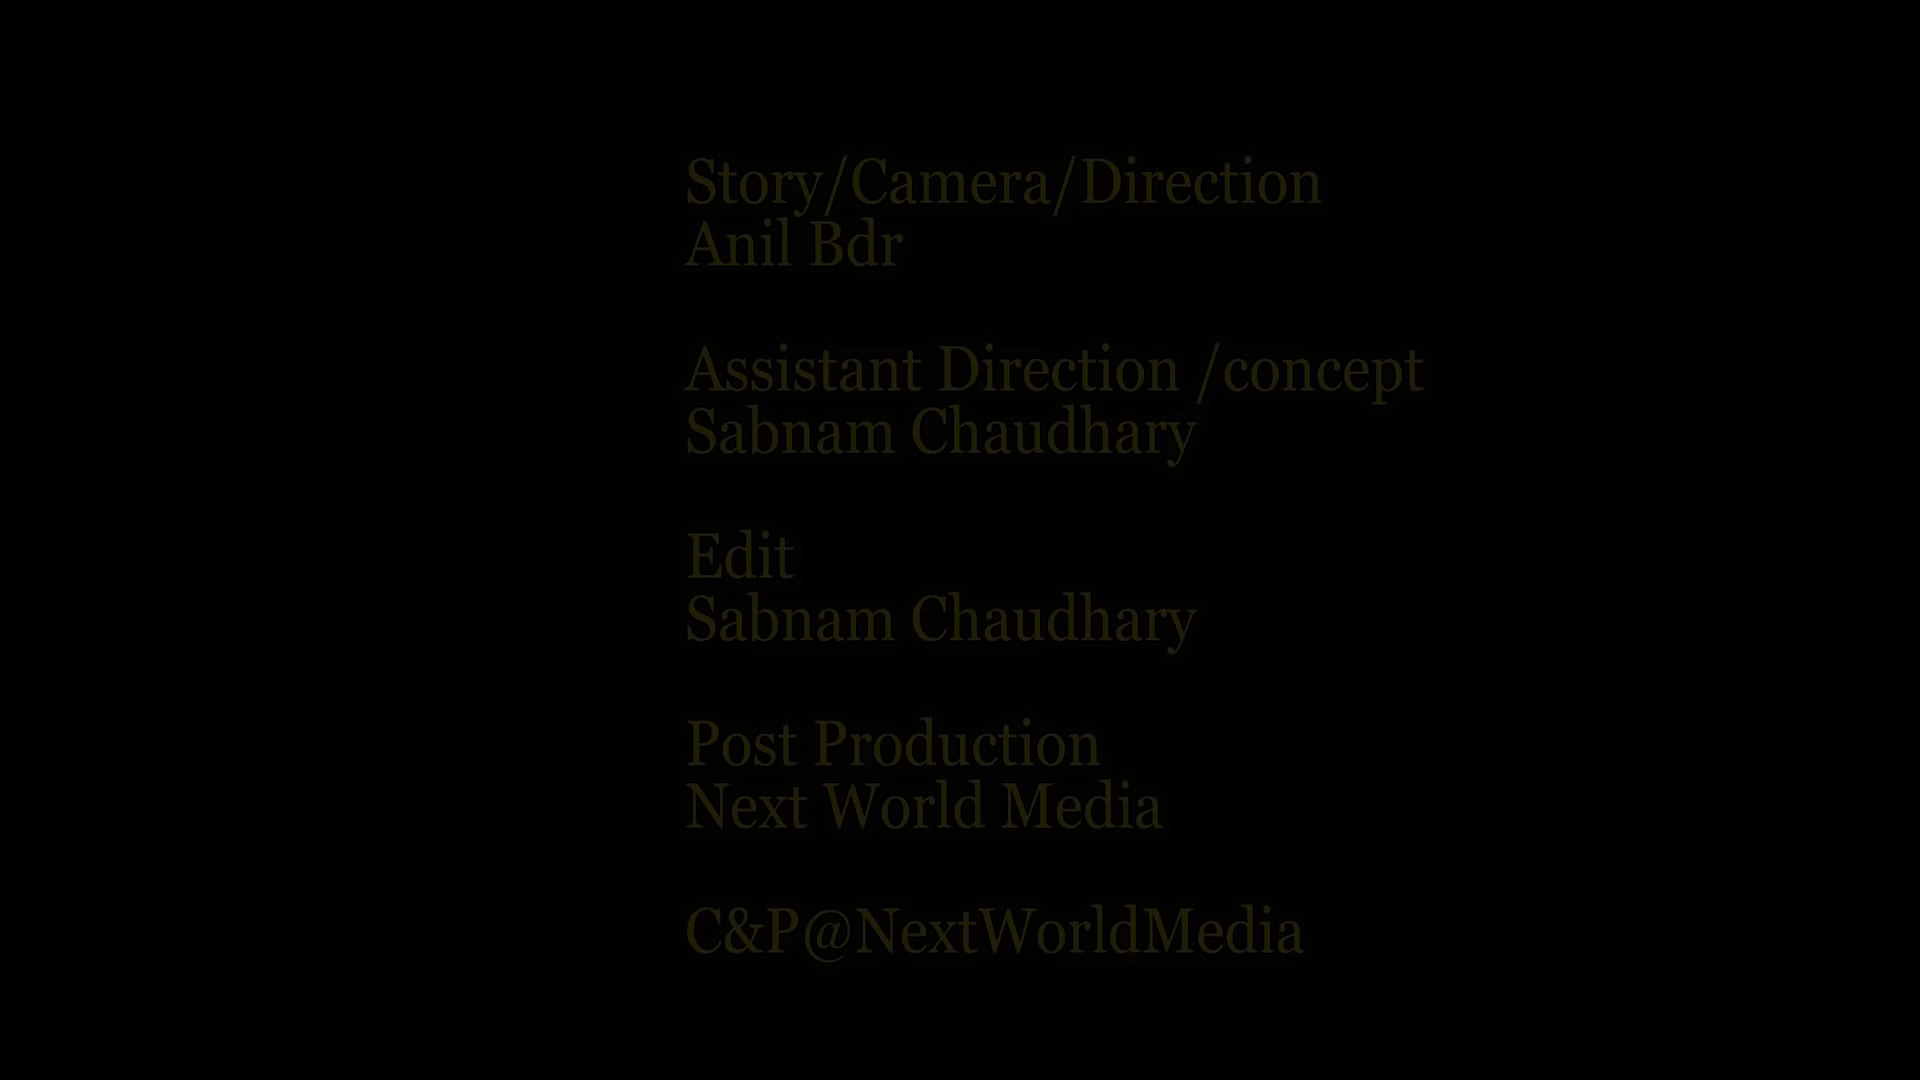 Story/Camera/Direction
Anil Bdr
Assistant Direction /concept
Sabnam Chaudhary
Edit
Sabnam Chaudhary
Post Production
Next World Media
C&P@NextWorldMedia